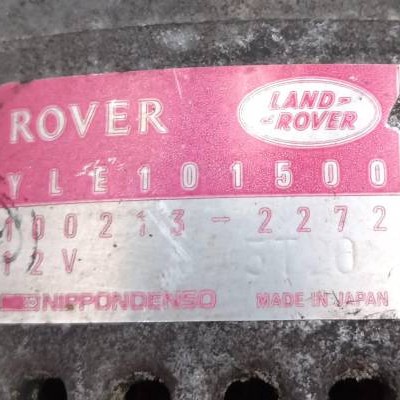 ROVER
LAND-
-ROVER
YLE101500
100213-2272
12V
NIPPONDENSO
MADE IN JAPAN